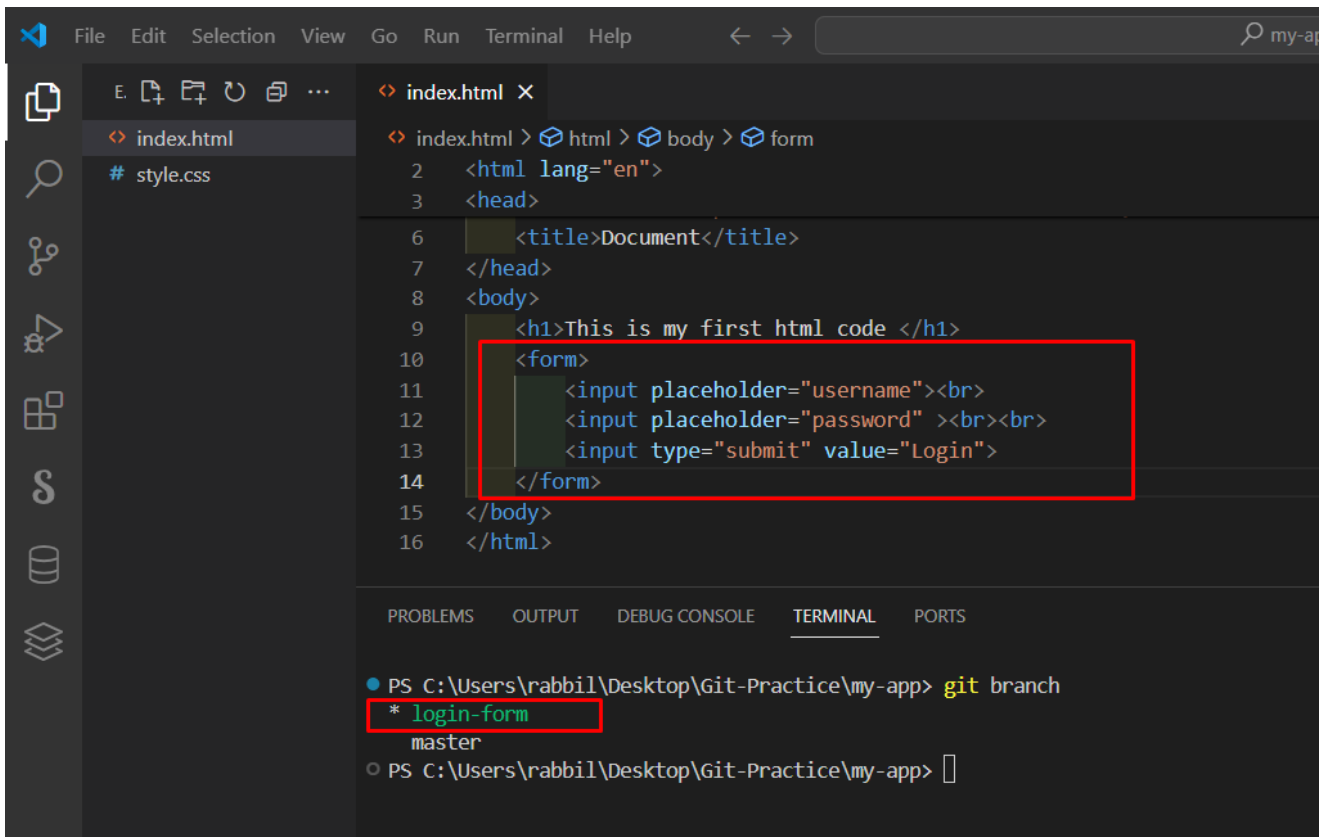 File Edit Selection View Go Run Terminal Help
E.
index.html
# style.css
index.html
index.html > html > body > form
2 <html lang="en">
3 <head>
6 <title>Document</title>
7 </head>
8 <body>
9 <h1>This is my first html code </h1>
10 <form>
11 <input placeholder="username"><br>
12 <input placeholder="password" ><br><br>
13 <input type="submit" value="Login">
14 </form>
15 </body>
16 </html>
PROBLEMS OUTPUT DEBUG CONSOLE TERMINAL PORTS
PS C:\Users\rabbil\Desktop\Git-Practice\my-app> git branch
* login-form
master
PS C:\Users\rabbil\Desktop\Git-Practice\my-app>